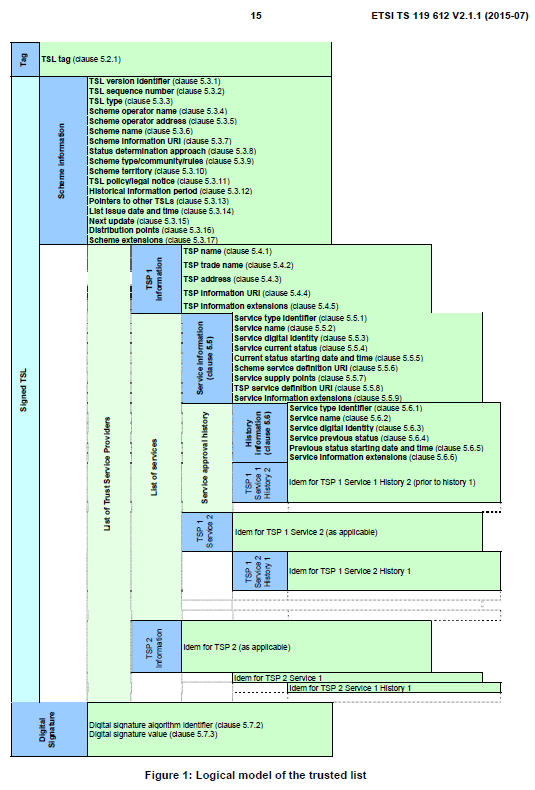 15
ETSI TS 119 612 V2.1.1 (2015-07)
Tag
TSL tag (clause 5.2.1)
Signed TSL
Scheme information
TSL version identifier (clause 5.3.1)
TSL sequence number (clause 5.3.2)
TSL type (clause 5.3.3)
Scheme operator name (clause 5.3.4)
Scheme operator address (clause 5.3.5)
Scheme name (clause 5.3.6)
Scheme information URI (clause 5.3.7)
Status determination approach (clause 5.3.8)
Scheme type/community/rules (clause 5.3.9)
Scheme territory (clause 5.3.10)
TSL policy/legal notice (clause 5.3.11)
Historical information period (clause 5.3.12)
Pointers to other TSLs (clause 5.3.13)
List issue date and time (clause 5.3.14)
Next update (clause 5.3.15)
Distribution points (clause 5.3.16)
Scheme extensions (clause 5.3.17)
List of Trust Service Providers
TSP 1
information
TSP name (clause 5.4.1)
TSP trade name (clause 5.4.2)
TSP address (clause 5.4.3)
TSP information URI (clause 5.4.4)
TSP information extensions (clause 5.4.5)
List of services
Service information
(clause 5.5)
Service type identifier (clause 5.5.1)
Service name (clause 5.5.2)
Service digital identity (clause 5.5.3)
Service current status (clause 5.5.4)
Current status starting date and time (clause 5.5.5)
Scheme service definition URI (clause 5.5.6)
Service supply points (clause 5.5.7)
TSP service definition URI (clause 5.5.8)
Service information extensions (clause 5.5.9)
Service approval history
History
information
(clause 5.6)
Service type identifier (clause 5.6.1)
Service name (clause 5.6.2)
Service digital identity (clause 5.6.3)
Service previous status (clause 5.6.4)
Previous status starting date and time (clause 5.6.5)
Service information extensions (clause 5.6.6)
TSP 1
Service 1
History 2
Idem for TSP 1 Service 1 History 2 (prior to history 1)
TSP 1
Service 2
Idem for TSP 1 Service 2 (as applicable)
TSP 1
Service 2
History 1
Idem for TSP 1 Service 2 History 1
TSP 2
Information
Idem for TSP 2 (as applicable)
Idem for TSP 2 Service 1
Idem for TSP 2 Service 1 History 1
Digital
Signature
Digital signature algorithm identifier (clause 5.7.2)
Digital signature value (clause 5.7.3)
Figure 1: Logical model of the trusted list